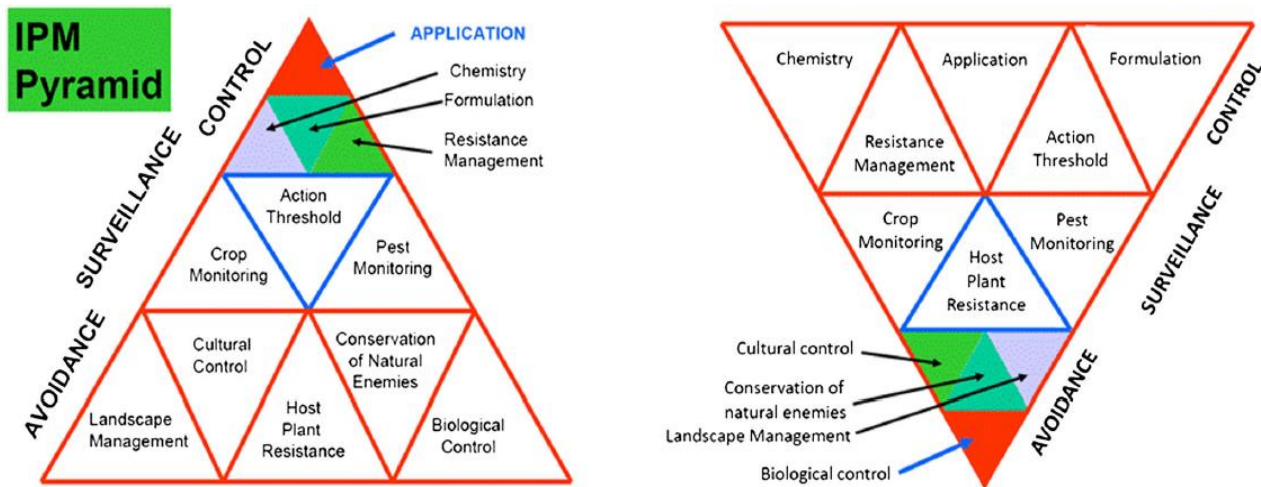 IPM
Pyramid
CONTROL
SURVEILLANCE
AVOIDANCE
APPLICATION
Chemistry
Formulation
Resistance
Management
Action
Threshold
Crop
Monitoring
Pest
Monitoring
Cultural
Control
Conservation
of Natural
Enemies
Landscape
Management
Host
Plant
Resistance
Biological
Control
Chemistry
Application
Formulation
Resistance
Management
Action
Threshold
CONTROL
Crop
Monitoring
Host
Plant
Resistance
Pest
Monitoring
SURVEILLANCE
Cultural control
Conservation of
natural enemies
Landscape Management
Biological control
AVOIDANCE